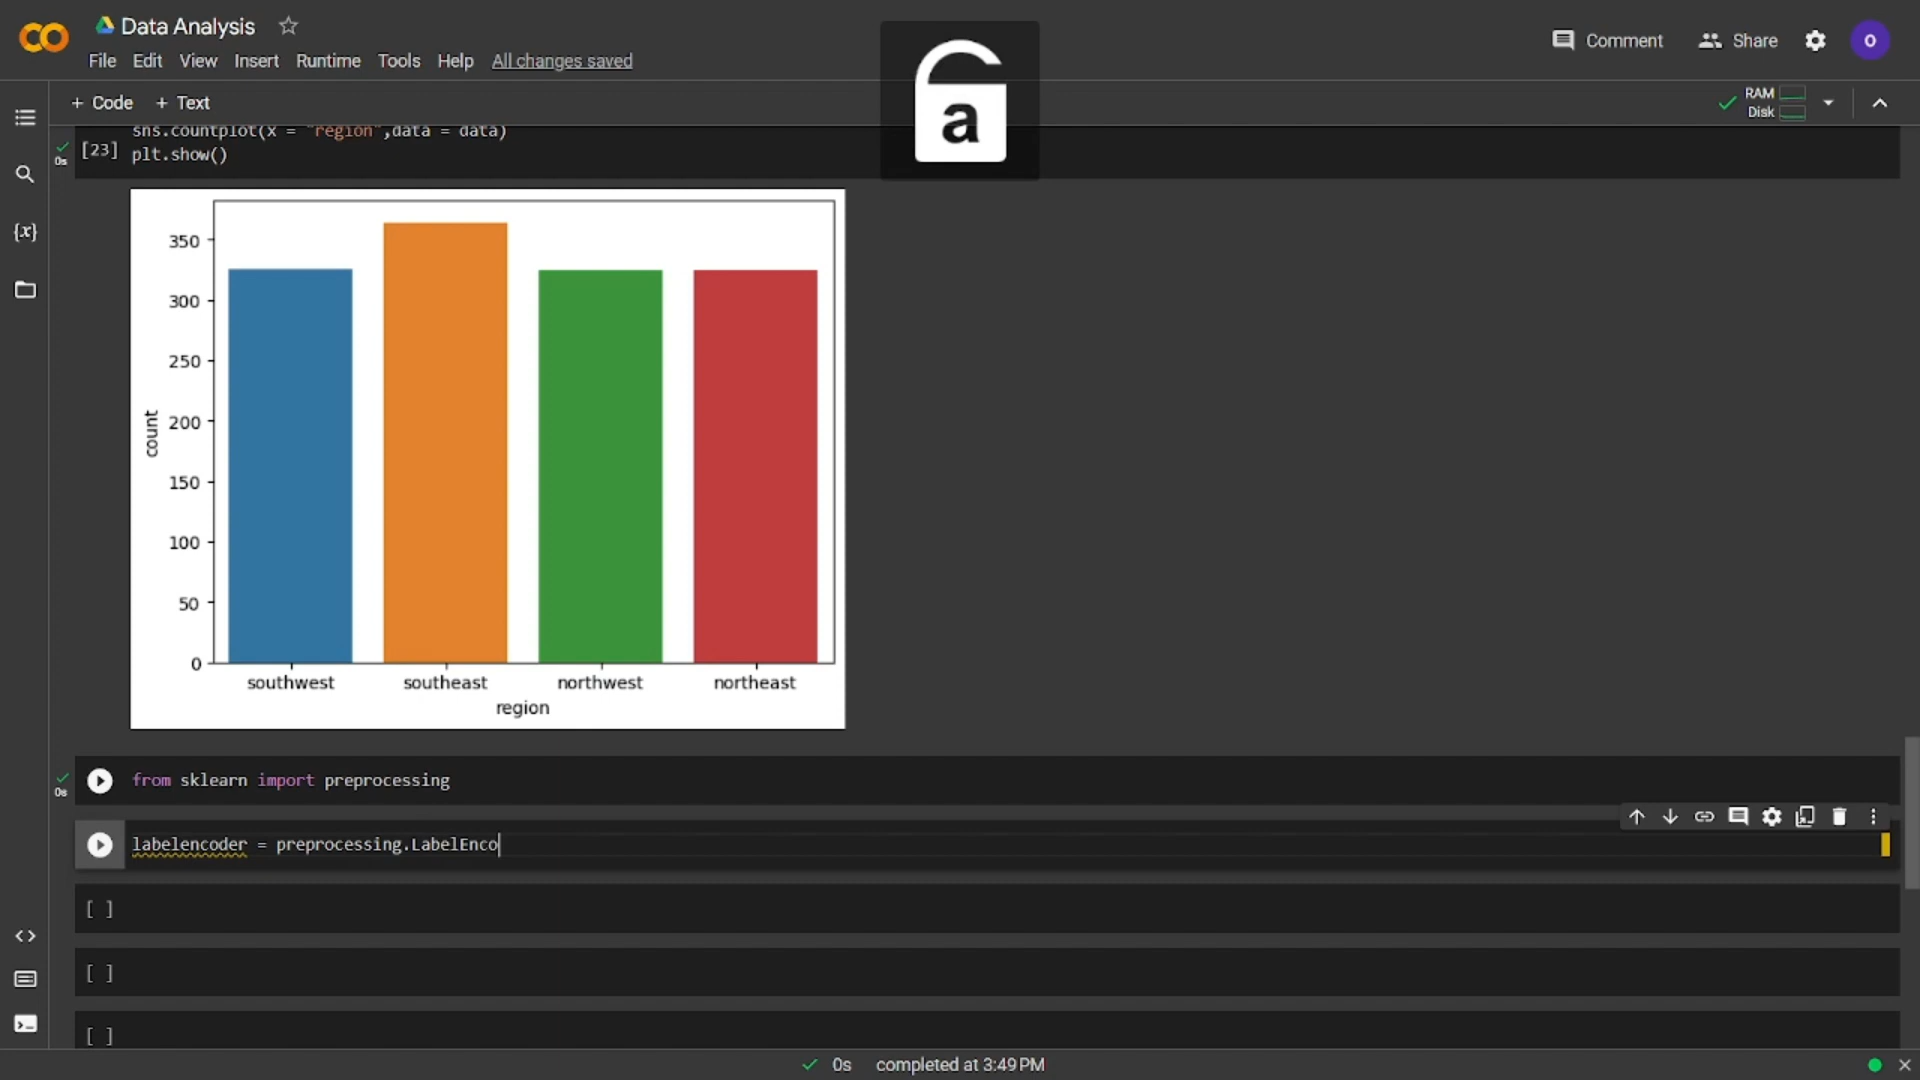 Data Analysis
Comment
Share
o
File Edit View Insert Runtime Tools Help All changes saved
a
+ Code + Text
RAM
Disk
sns.countplot(x = "region",data = data)
[23] plt.show()
0s
{x}
350
300
250
200
150
100
50
0
count
southwest southeast northwest northeast
region
from sklearn import preprocessing
0s
labelencoder = preprocessing.LabelEnco
[ ]
[ ]
[ ]
0s completed at 3:49 PM